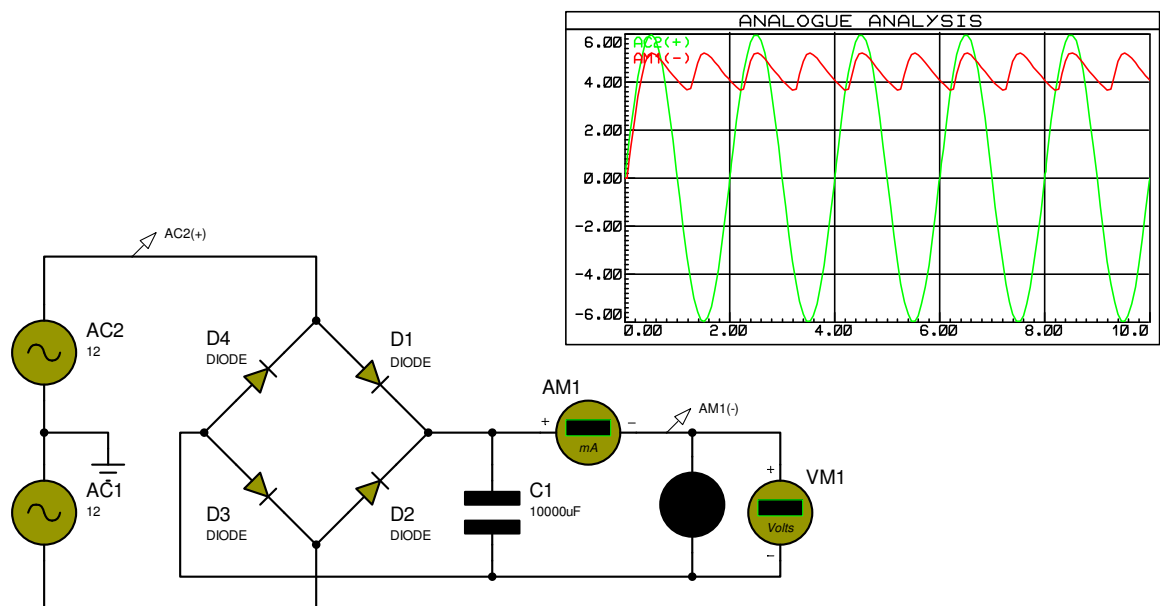 ANALOGUE ANALYSIS
6.00
AC2(+)
AM1(-)
4.00
2.00
0.00
-2.00
-4.00
-6.00
0.00 2.00 4.00 6.00 8.00 10.0
AC2(+)
AC2
12
D4
DIODE
D1
DIODE
AM1
+ −
mA
AM1(-)
AC1
12
D3
DIODE
D2
DIODE
C1
10000uF
+
VM1
Volts
−